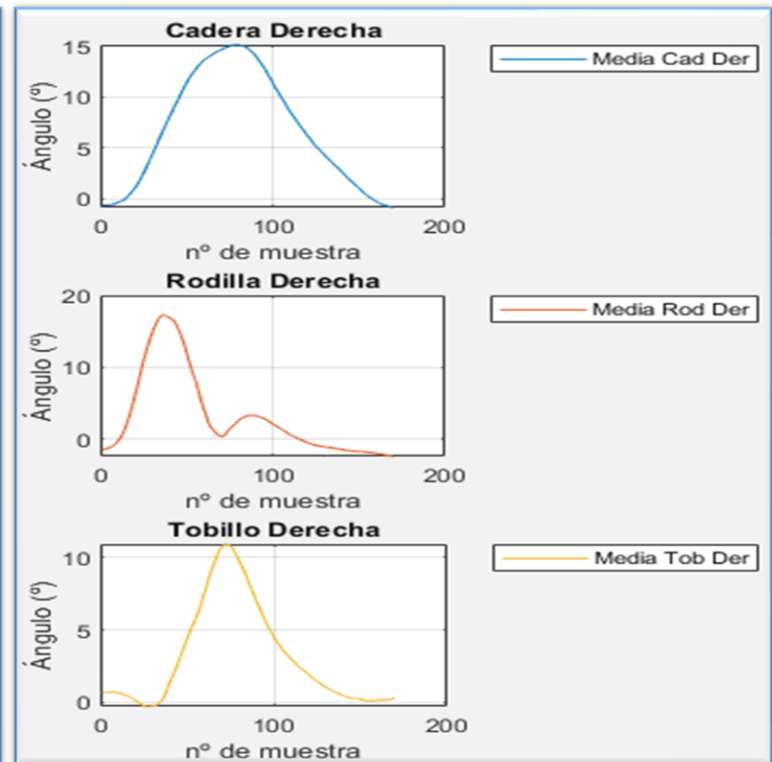 Cadera Derecha
15
10
5
0
Ángulo (º)
0 100 200
nº de muestra
Media Cad Der
Rodilla Derecha
20
10
0
Ángulo (º)
0 100 200
nº de muestra
Media Rod Der
Tobillo Derecha
10
5
0
Ángulo (º)
0 100 200
nº de muestra
Media Tob Der